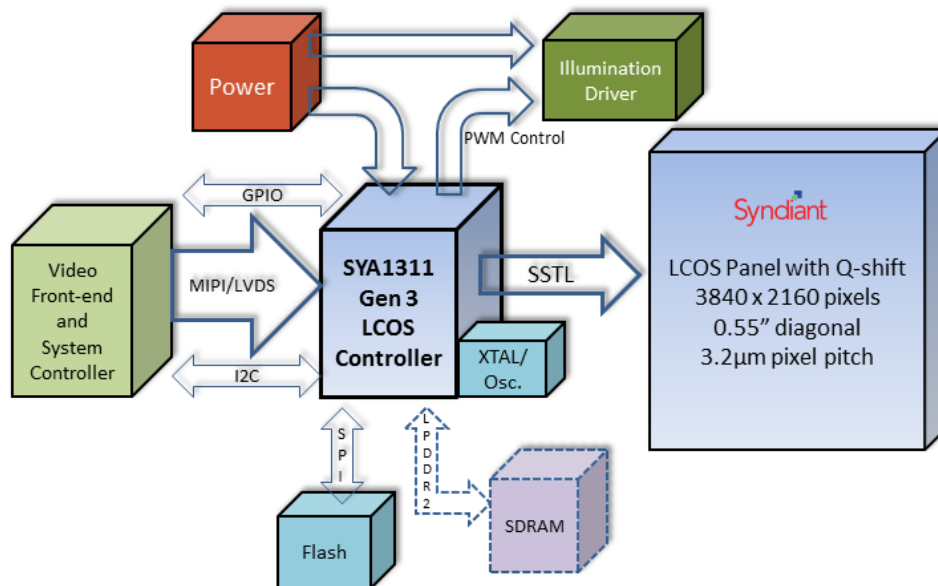 Power
Illumination
Driver
PWM Control
GPIO
Video
Front-end
and
System
Controller
MIPI/LVDS
I2C
SYA1311
Gen 3
LCOS
Controller
XTAL/
Osc.
SSTL
Syndiant
LCOS Panel with Q-shift
3840 x 2160 pixels
0.55” diagonal
3.2µm pixel pitch
SPI
LPDDR2
Flash
SDRAM